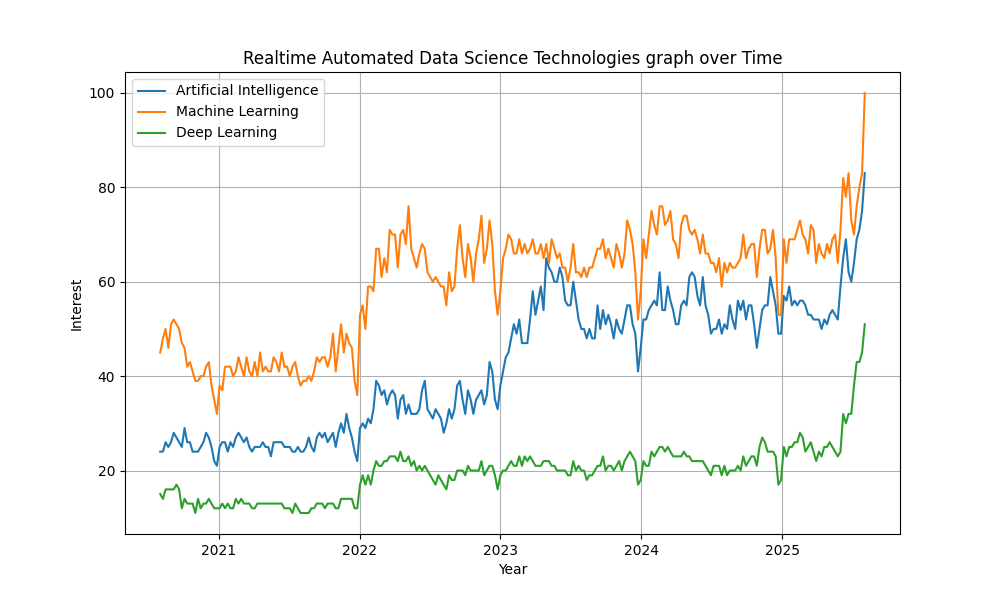 Realtime Automated Data Science Technologies graph over Time
Artificial Intelligence
Machine Learning
Deep Learning
100
80
60
40
20
Interest
2021
2022
2023
2024
2025
Year